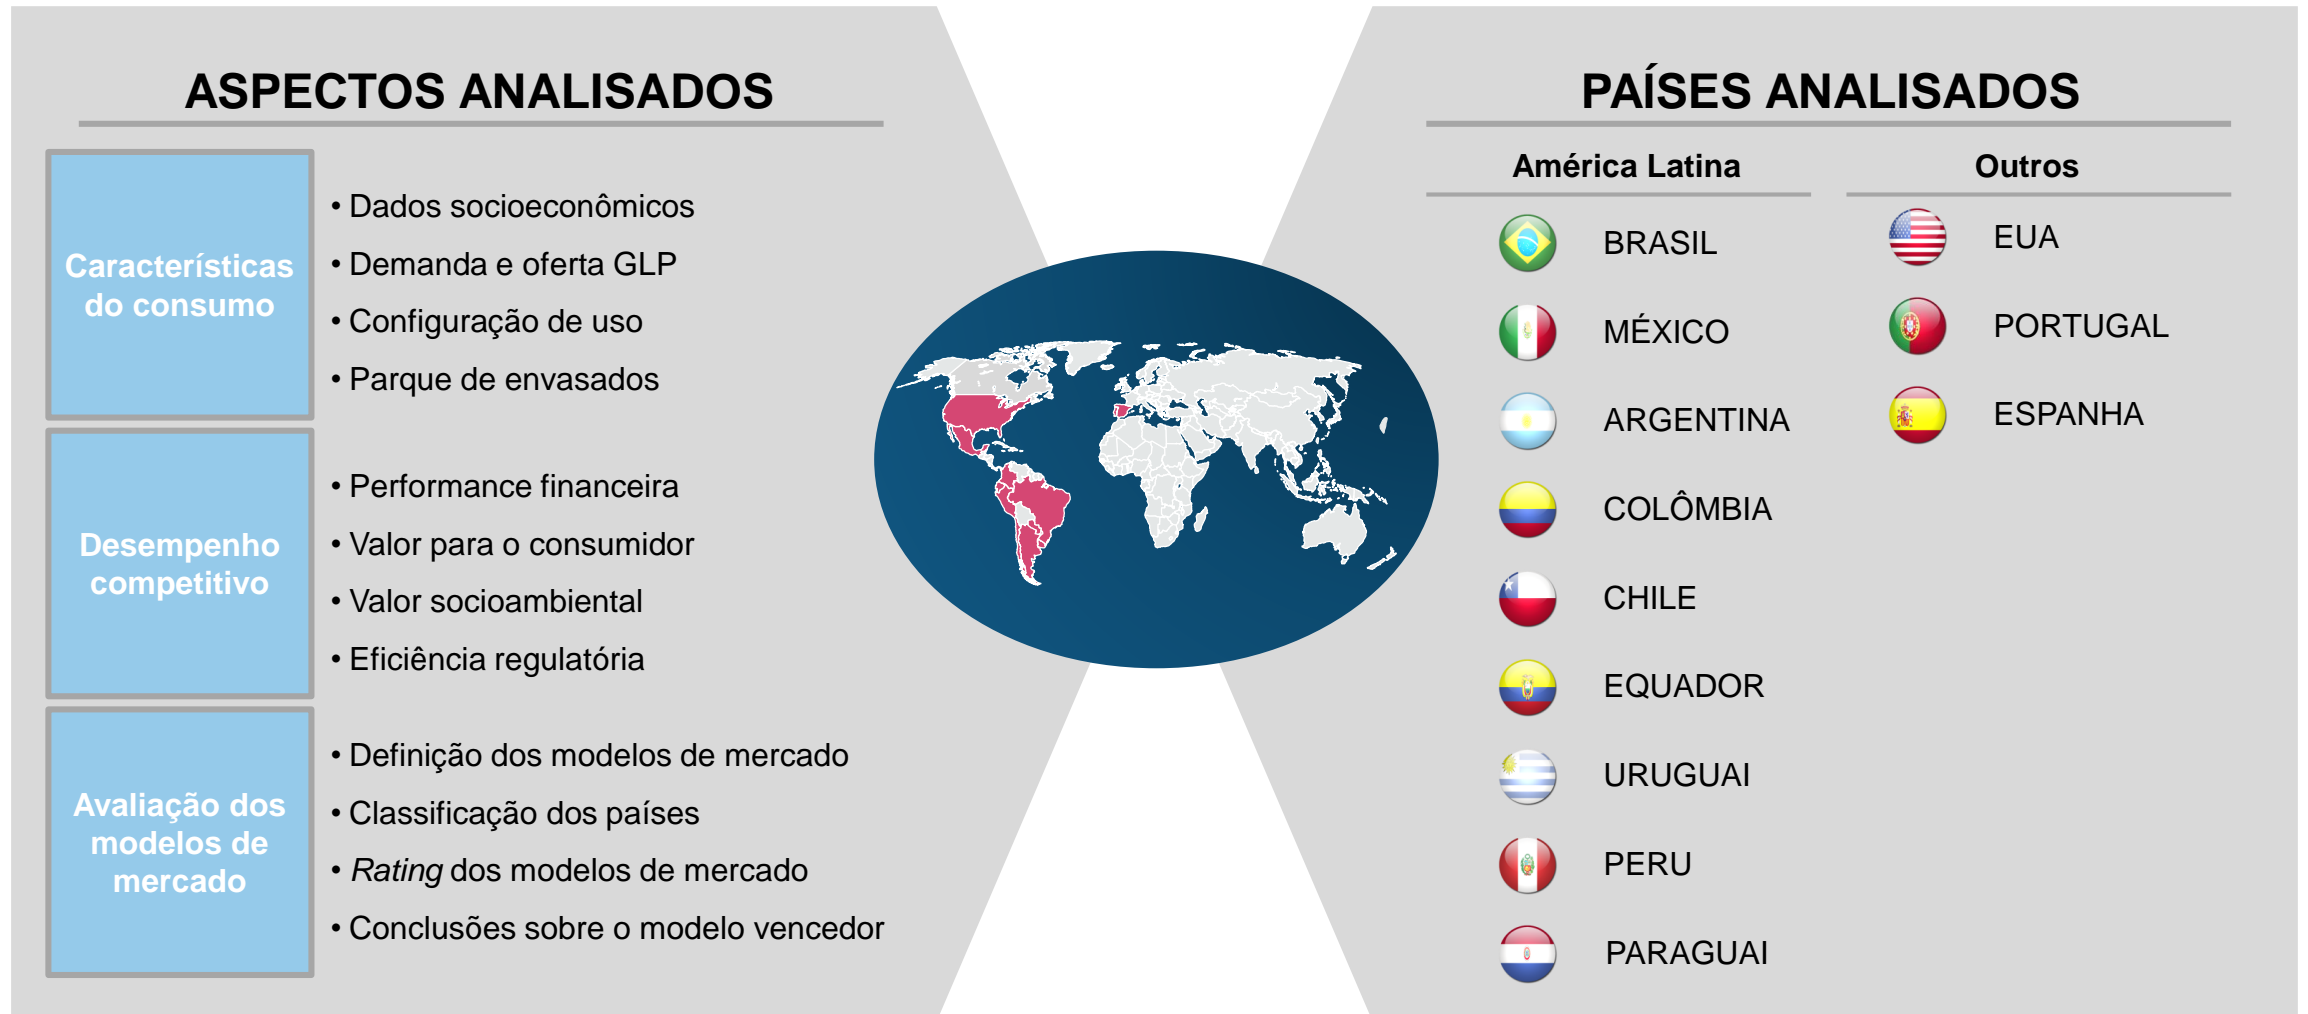 ASPECTOS ANALISADOS
Características
do consumo
• Dados socioeconômicos
• Demanda e oferta GLP
• Configuração de uso
• Parque de envasados
Desempenho
competitivo
• Performance financeira
• Valor para o consumidor
• Valor socioambiental
• Eficiência regulatória
Avaliação dos
modelos de
mercado
• Definição dos modelos de mercado
• Classificação dos países
• Rating dos modelos de mercado
• Conclusões sobre o modelo vencedor
PAÍSES ANALISADOS
América Latina
BRASIL
MÉXICO
ARGENTINA
COLÔMBIA
CHILE
EQUADOR
URUGUAI
PERU
PARAGUAI
Outros
EUA
PORTUGAL
ESPANHA